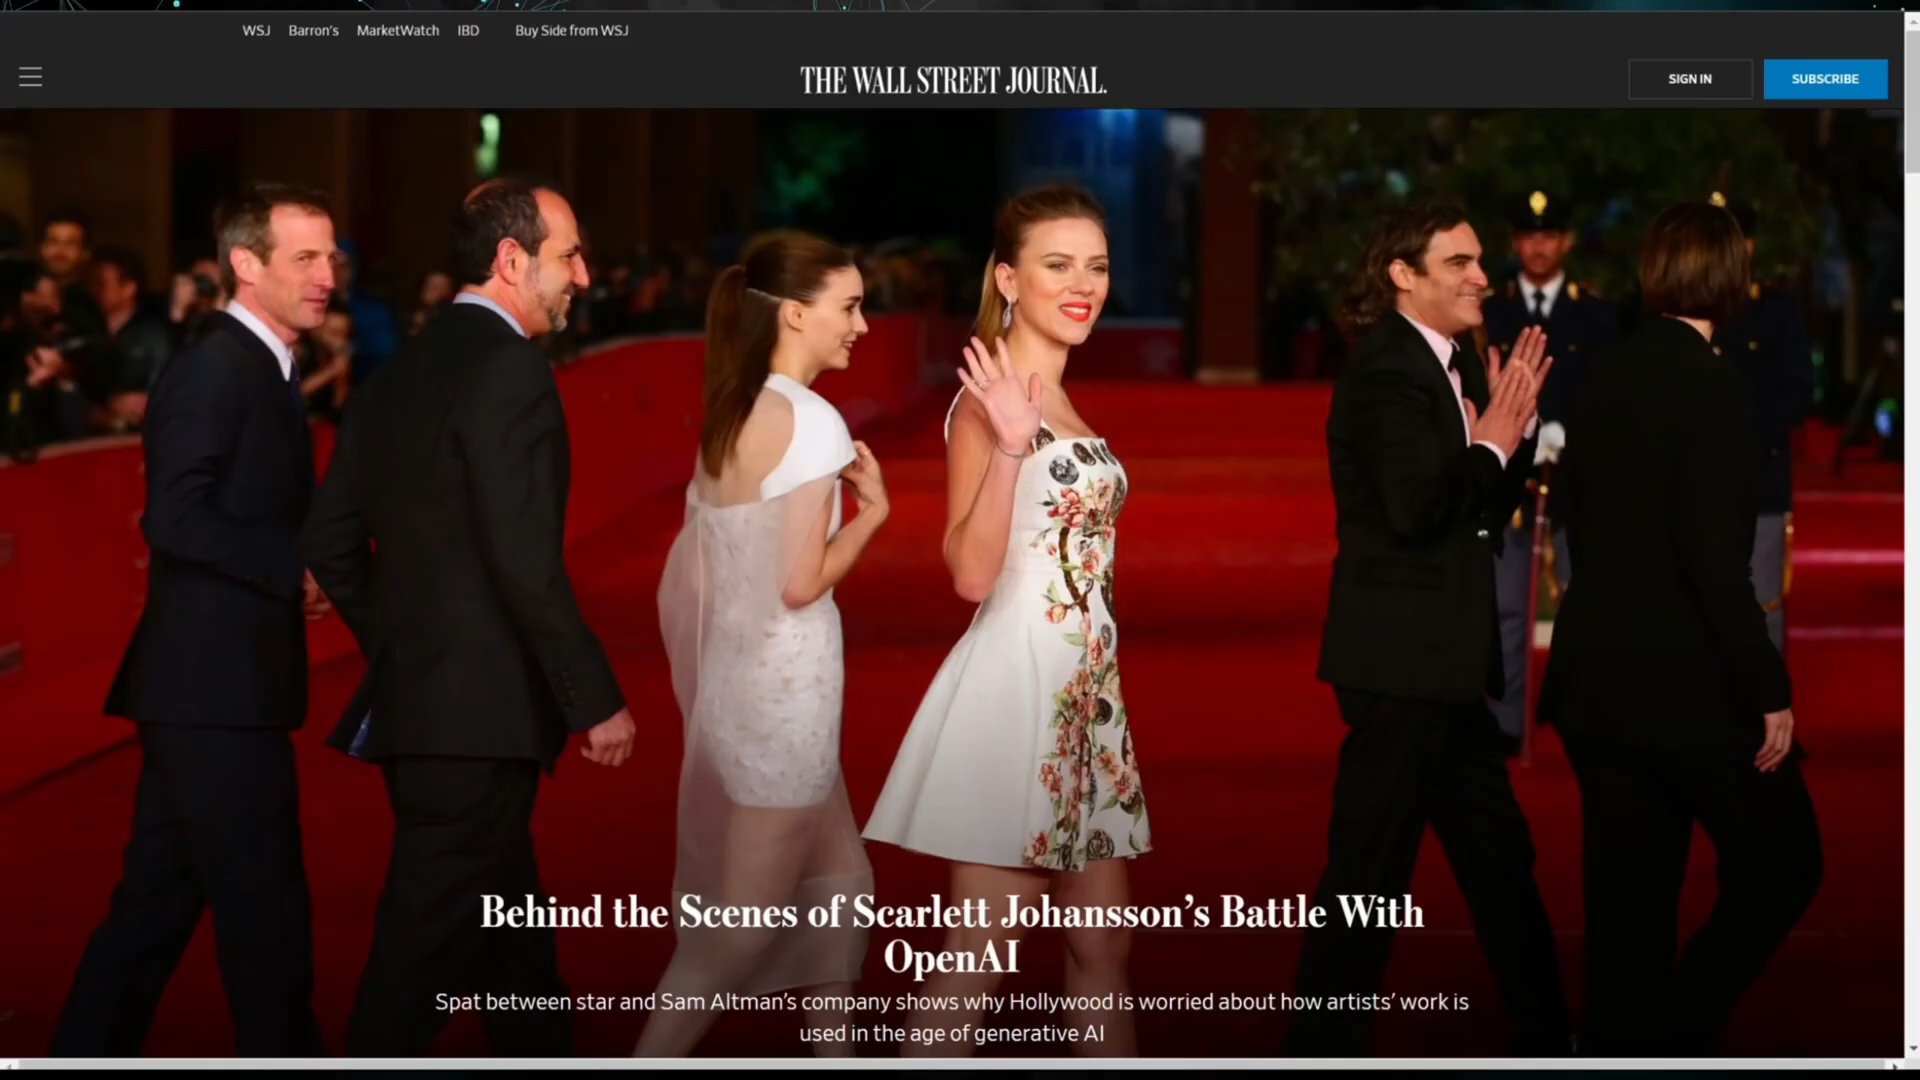 WSJ Barron's MarketWatch IBD Buy Side from WSJ
THE WALL STREET JOURNAL.
SIGN IN
SUBSCRIBE
Behind the Scenes of Scarlett Johansson’s Battle With
OpenAI
Spat between star and Sam Altman’s company shows why Hollywood is worried about how artists’ work is
used in the age of generative AI